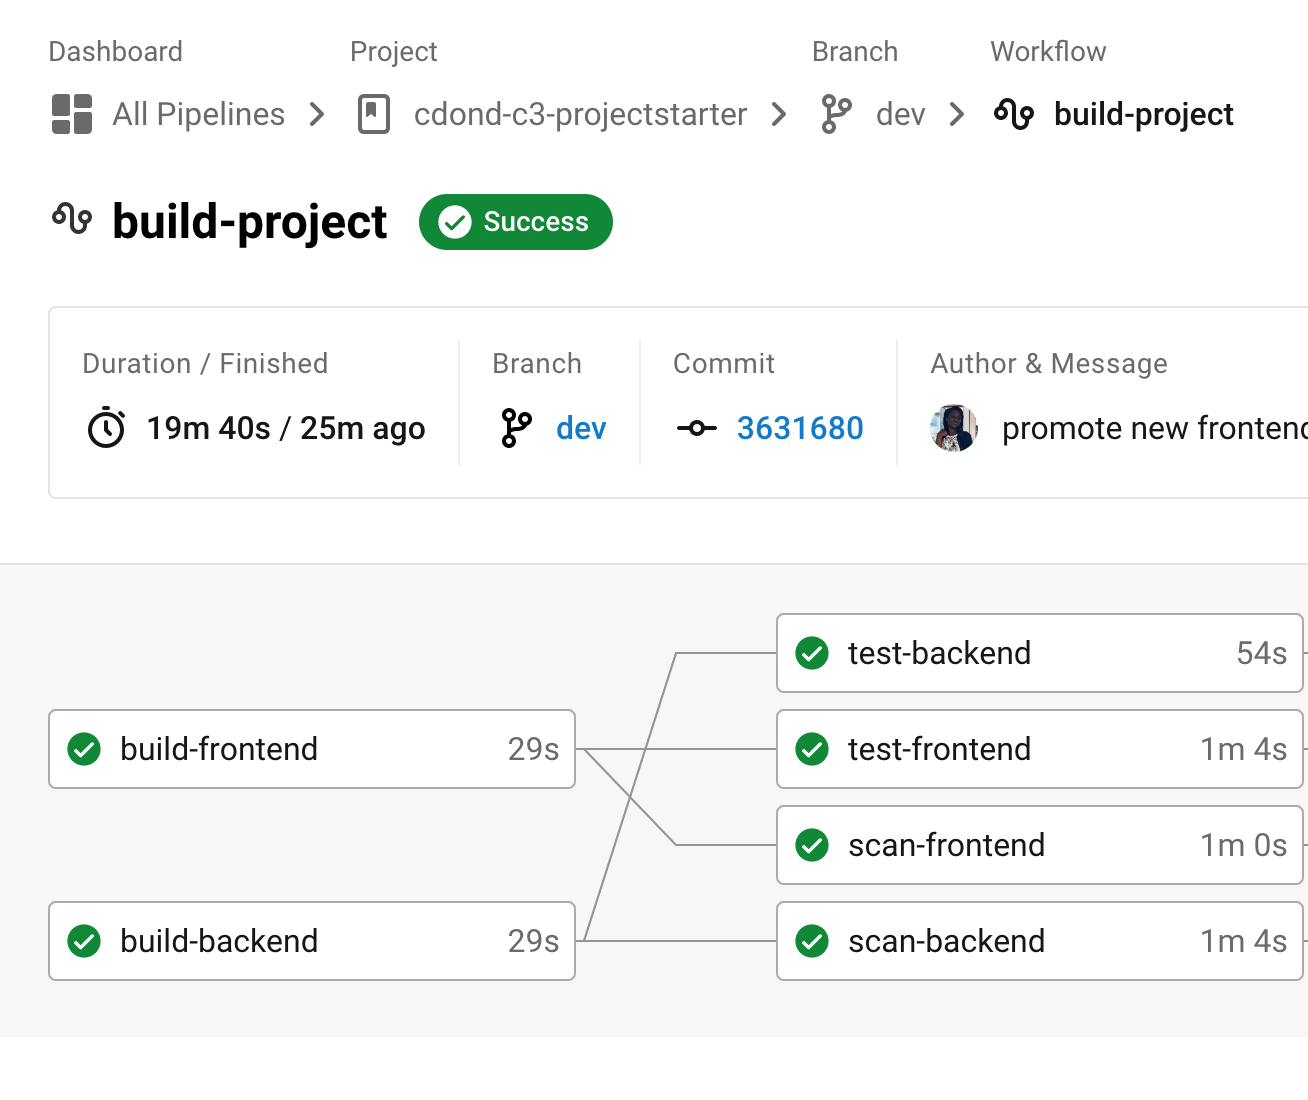 Dashboard Project Branch Workflow
All Pipelines cdond-c3-projectstarter dev build-project
build-project Success
Duration / Finished Branch Commit Author & Message
19m 40s / 25m ago dev 3631680 promote new frontend
test-backend 54s
build-frontend 29s test-frontend 1m 4s
scan-frontend 1m 0s
build-backend 29s scan-backend 1m 4s